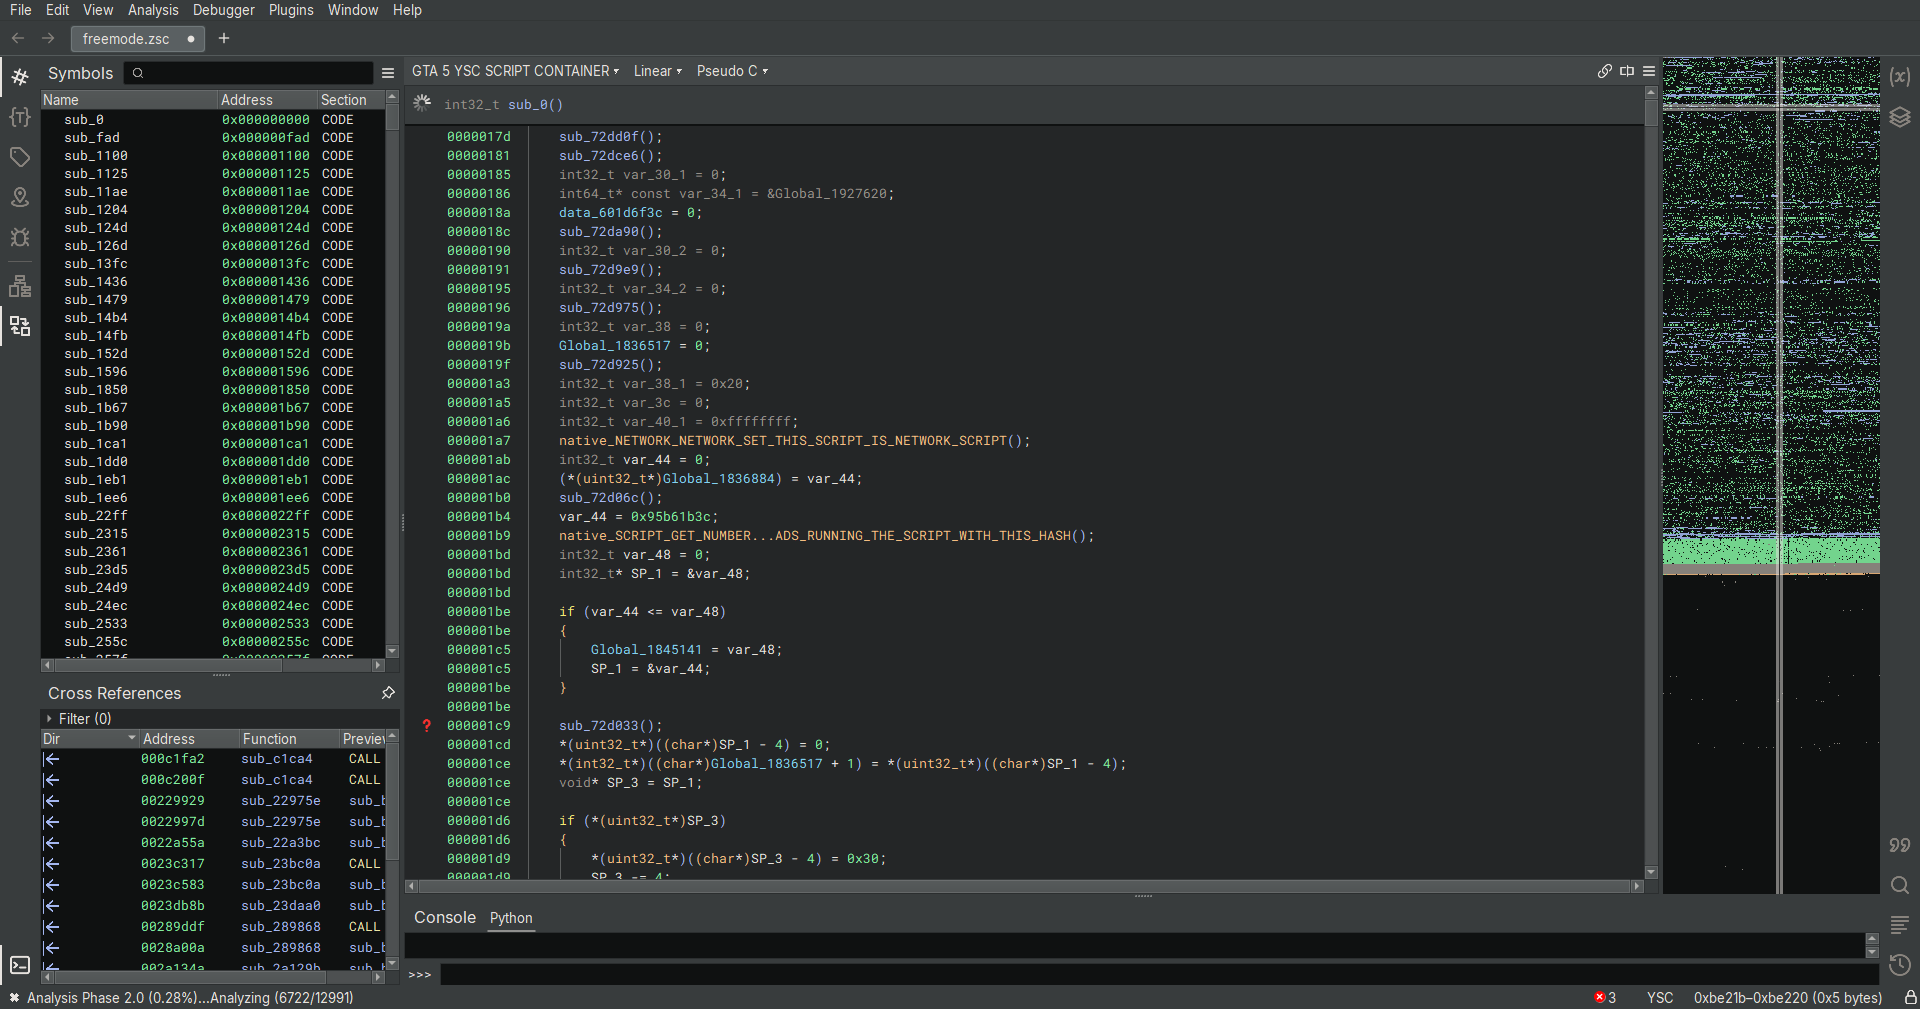 File Edit View Analysis Debugger Plugins Window Help
freemode.zsc
Symbols
Name Address Section
sub_0 0x000000000 CODE
sub_fad 0x000000fad CODE
sub_1100 0x000001100 CODE
sub_1125 0x000001125 CODE
sub_11ae 0x0000011ae CODE
sub_1204 0x000001204 CODE
sub_124d 0x00000124d CODE
sub_126d 0x00000126d CODE
sub_13fc 0x0000013fc CODE
sub_1436 0x000001436 CODE
sub_1479 0x000001479 CODE
sub_14b4 0x0000014b4 CODE
sub_14fb 0x0000014fb CODE
sub_152d 0x00000152d CODE
sub_1596 0x000001596 CODE
sub_1850 0x000001850 CODE
sub_1b67 0x000001b67 CODE
sub_1b90 0x000001b90 CODE
sub_1ca1 0x000001ca1 CODE
sub_1dd0 0x000001dd0 CODE
sub_1eb1 0x000001eb1 CODE
sub_1ee6 0x000001ee6 CODE
sub_22ff 0x0000022ff CODE
sub_2315 0x000002315 CODE
sub_2361 0x000002361 CODE
sub_23d5 0x0000023d5 CODE
sub_24d9 0x0000024d9 CODE
sub_24ec 0x0000024ec CODE
sub_2533 0x000002533 CODE
sub_255c 0x00000255c CODE
Cross References
Filter (0)
Dir Address Function Preview
000c1fa2 sub_c1ca4 CALL
000c200f sub_c1ca4 CALL
00229929 sub_22975e sub_b
0022997d sub_22975e sub_b
0022a55a sub_22a3bc sub_b
0023c317 sub_23bc0a CALL
0023c583 sub_23bc0a sub_b
0023db8b sub_23daa0 sub_b
00289ddf sub_289868 CALL
0028a00a sub_289868 sub_b
002a134a sub_2a129b sub_b
GTA 5 YSC SCRIPT CONTAINER Linear Pseudo C
int32_t sub_0()
0000017d sub_72dd0f();
00000181 sub_72dce6();
00000185 int32_t var_30_1 = 0;
00000186 int64_t* const var_34_1 = &Global_1927620;
0000018a data_601d6f3c = 0;
0000018c sub_72da90();
00000190 int32_t var_30_2 = 0;
00000191 sub_72d9e9();
00000195 int32_t var_34_2 = 0;
00000196 sub_72d975();
0000019a int32_t var_38 = 0;
0000019b Global_1836517 = 0;
0000019f sub_72d925();
000001a3 int32_t var_38_1 = 0x20;
000001a5 int32_t var_3c = 0;
000001a6 int32_t var_40_1 = 0xffffffff;
000001a7 native_NETWORK_NETWORK_SET_THIS_SCRIPT_IS_NETWORK_SCRIPT();
000001ab int32_t var_44 = 0;
000001ac (*(uint32_t*)Global_1836884) = var_44;
000001b0 sub_72d06c();
000001b4 var_44 = 0x95b61b3c;
000001b9 native_SCRIPT_GET_NUMBER...ADS_RUNNING_THE_SCRIPT_WITH_THIS_HASH();
000001bd int32_t var_48 = 0;
000001bd int32_t* SP_1 = &var_48;
000001bd
000001be if (var_44 <= var_48)
000001be {
000001c5 Global_1845141 = var_48;
000001c5 SP_1 = &var_44;
000001be }
000001be
? 000001c9 sub_72d033();
000001cd *(uint32_t*)((char*)SP_1 - 4) = 0;
000001ce *(int32_t*)((char*)Global_1836517 + 1) = *(uint32_t*)((char*)SP_1 - 4);
000001ce void* SP_3 = SP_1;
000001ce
000001d6 if (*(uint32_t*)SP_3)
000001d6 {
000001d9 *(uint32_t*)((char*)SP_3 - 4) = 0x30;
000001d9 SP_3 -= 4;
Console Python
>>>
Analysis Phase 2.0 (0.28%)...Analyzing (6722/12991)
3 YSC 0xbe21b–0xbe220 (0x5 bytes)